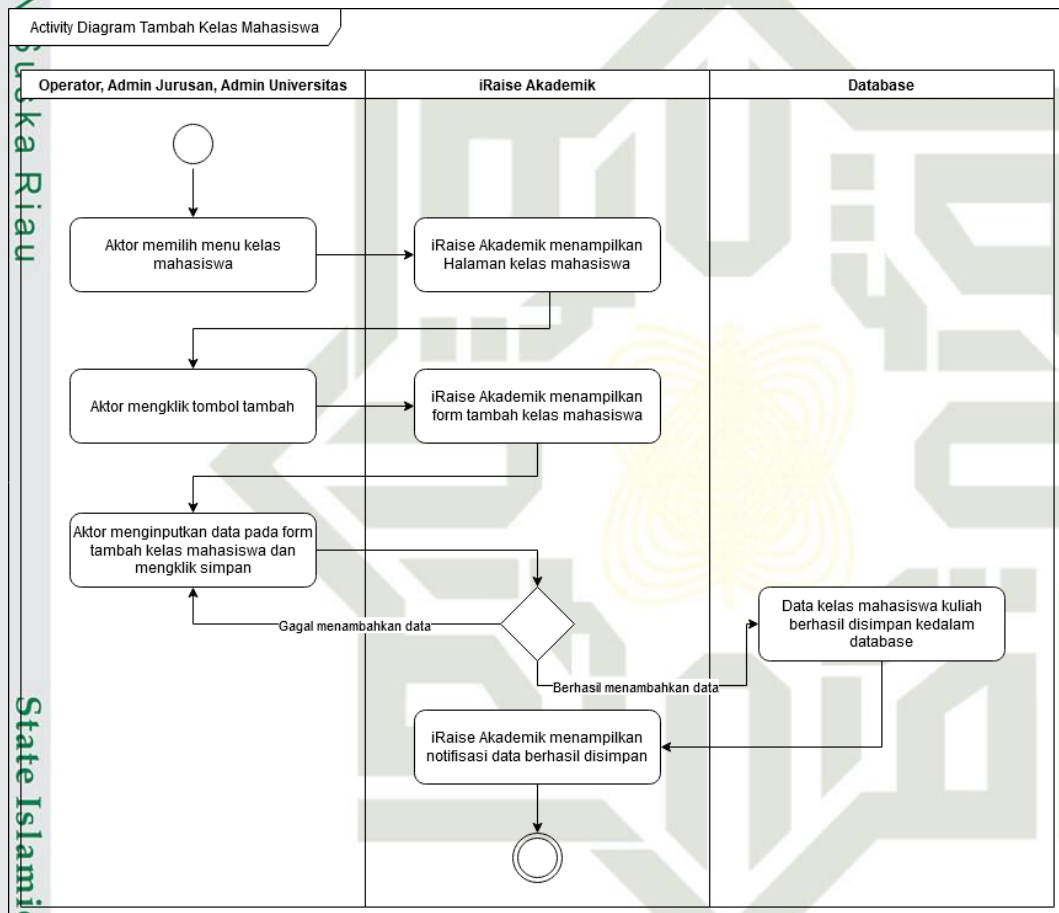 Activity Diagram Tambah Kelas Mahasiswa
Operator, Admin Jurusan, Admin Universitas
iRaise Akademik
Database
Aktor memilih menu kelas
mahasiswa
iRaise Akademik menampilkan
Halaman kelas mahasiswa
Aktor mengklik tombol tambah
iRaise Akademik menampilkan
form tambah kelas mahasiswa
Aktor menginputkan data pada form
tambah kelas mahasiswa dan
mengklik simpan
Gagal menambahkan data
Berhasil menambahkan data
Data kelas mahasiswa kuliah
berhasil disimpan kedalam
database
iRaise Akademik menampilkan
notifisasi data berhasil disimpan
Suska Riau
State Islamic